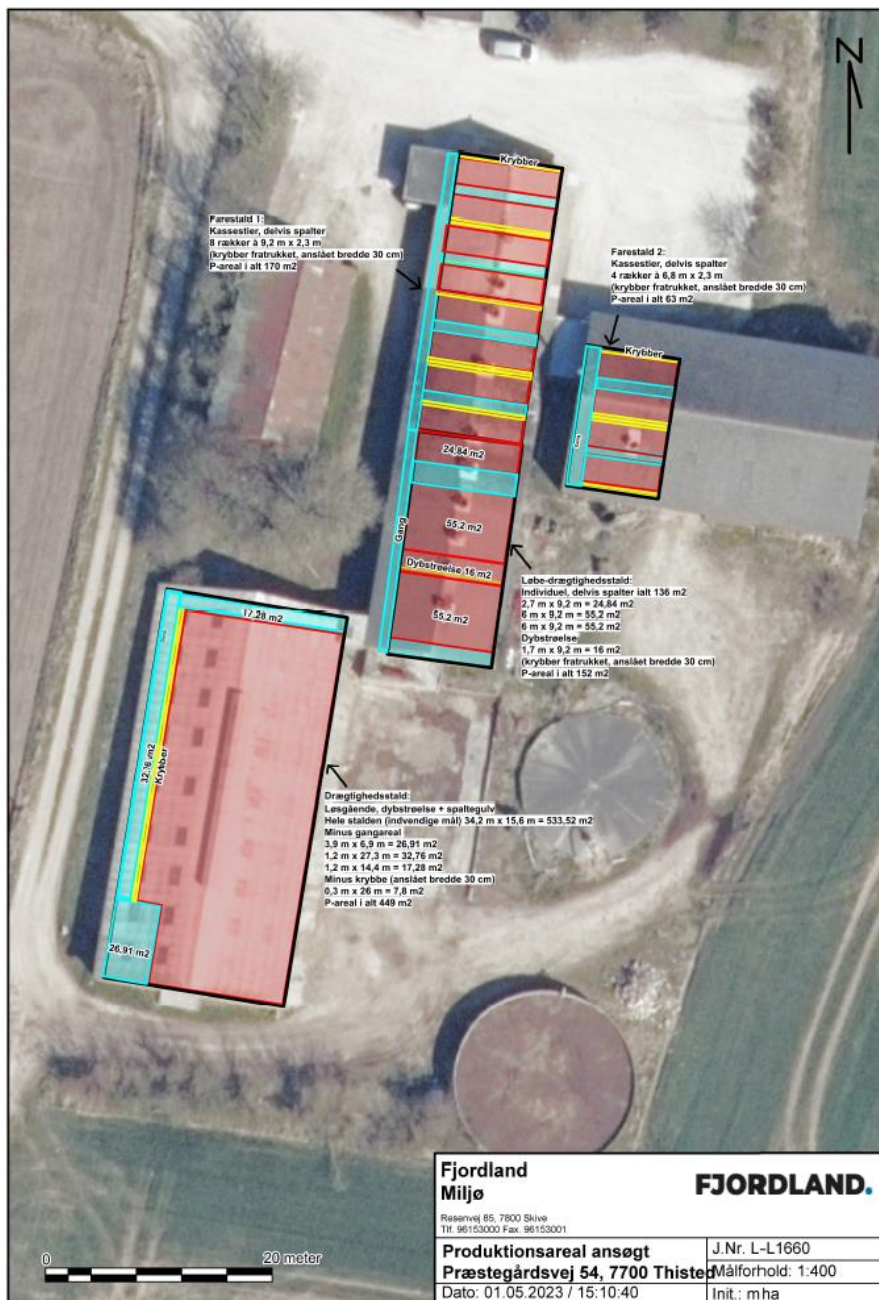 N
Krybber
Farestald 1:
Kassestier, delvis spalter
8 rækker à 9,2 m x 2,3 m
(krybber fratrukket, anslået bredde 30 cm)
P-areal i alt 170 m2
Farestald 2:
Kassestier, delvis spalter
4 rækker à 6,8 m x 2,3 m
(krybber fratrukket, anslået bredde 30 cm)
P-areal i alt 63 m2
Krybber
Gang
24,84 m2
Gang
55,2 m2
Dybstrøelse 16 m2
55,2 m2
Løbe-drægtighedsstald:
Individuel, delvis spalter ialt 136 m2
2,7 m x 9,2 m = 24,84 m2
6 m x 9,2 m = 55,2 m2
6 m x 9,2 m = 55,2 m2
Dybstrøelse
1,7 m x 9,2 m = 16 m2
(krybber fratrukket, anslået bredde 30 cm)
P-areal i alt 152 m2
17,28 m2
Gang
32,76 m2
Krybber
26,91 m2
Drægtighedsstald:
Løsgående, dybstrøelse + spaltegulv
Hele stalden (indvendige mål) 34,2 m x 15,6 m = 533,52 m2
Minus gangareal
3,9 m x 6,9 m = 26,91 m2
1,2 m x 27,3 m = 32,76 m2
1,2 m x 14,4 m = 17,28 m2
Minus krybbe (anslået bredde 30 cm)
0,3 m x 26 m = 7,8 m2
P-areal i alt 449 m2
0 20 meter
Fjordland
Miljø
FJORDLAND.
Resenvej 85, 7800 Skive
Tlf. 96153000 Fax. 96153001
Produktionsareal ansøgt
Præstegårdsvej 54, 7700 Thisted
Dato: 01.05.2023 / 15:10:40
J.Nr. L-L1660
Målforhold: 1:400
Init.: mha